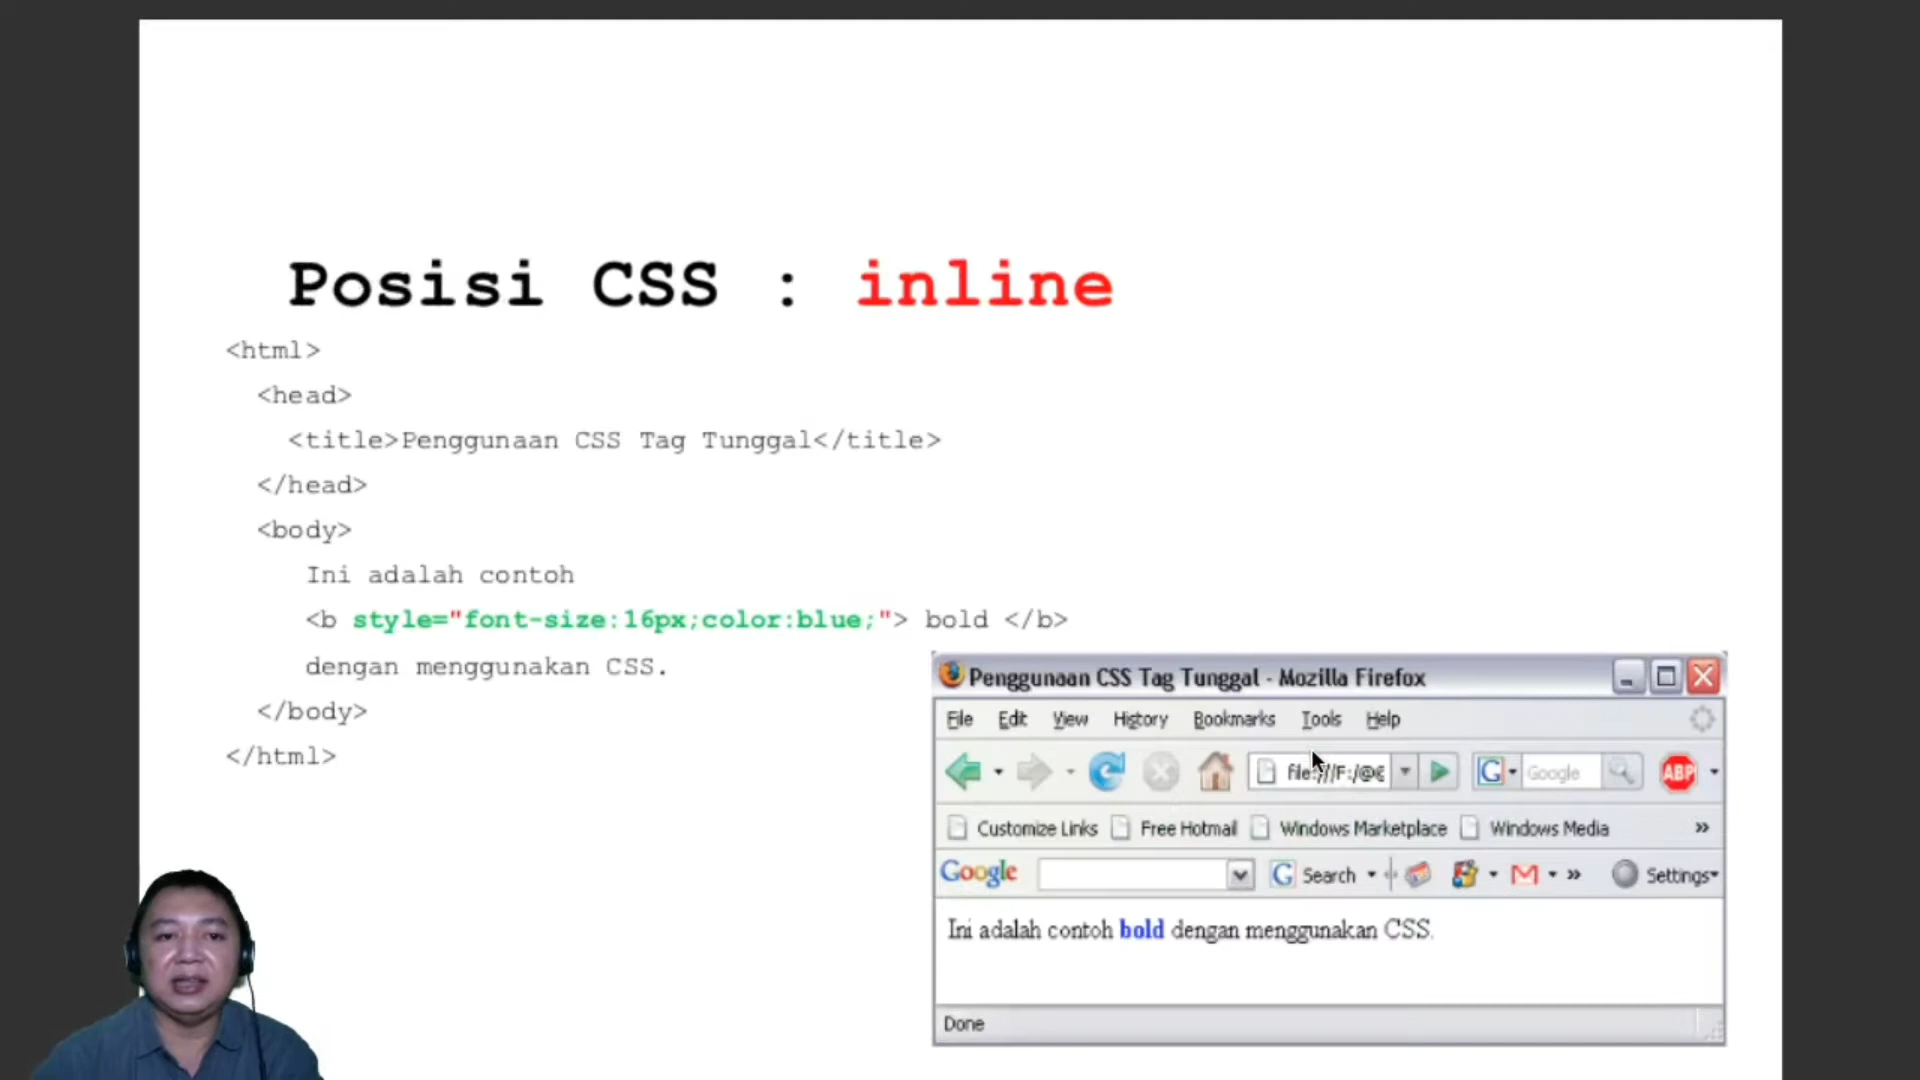 Posisi CSS : inline
<html>
<head>
<title>Penggunaan CSS Tag Tunggal</title>
</head>
<body>
Ini adalah contoh
<b style="font-size:16px;color:blue;"> bold </b>
dengan menggunakan CSS.
</body>
</html>
Penggunaan CSS Tag Tunggal - Mozilla Firefox
File Edit View History Bookmarks Tools Help
file:///F:/@@ G Google ABP
Customize Links Free Hotmail Windows Marketplace Windows Media »
Google G Search M » Settings
Ini adalah contoh bold dengan menggunakan CSS.
Done